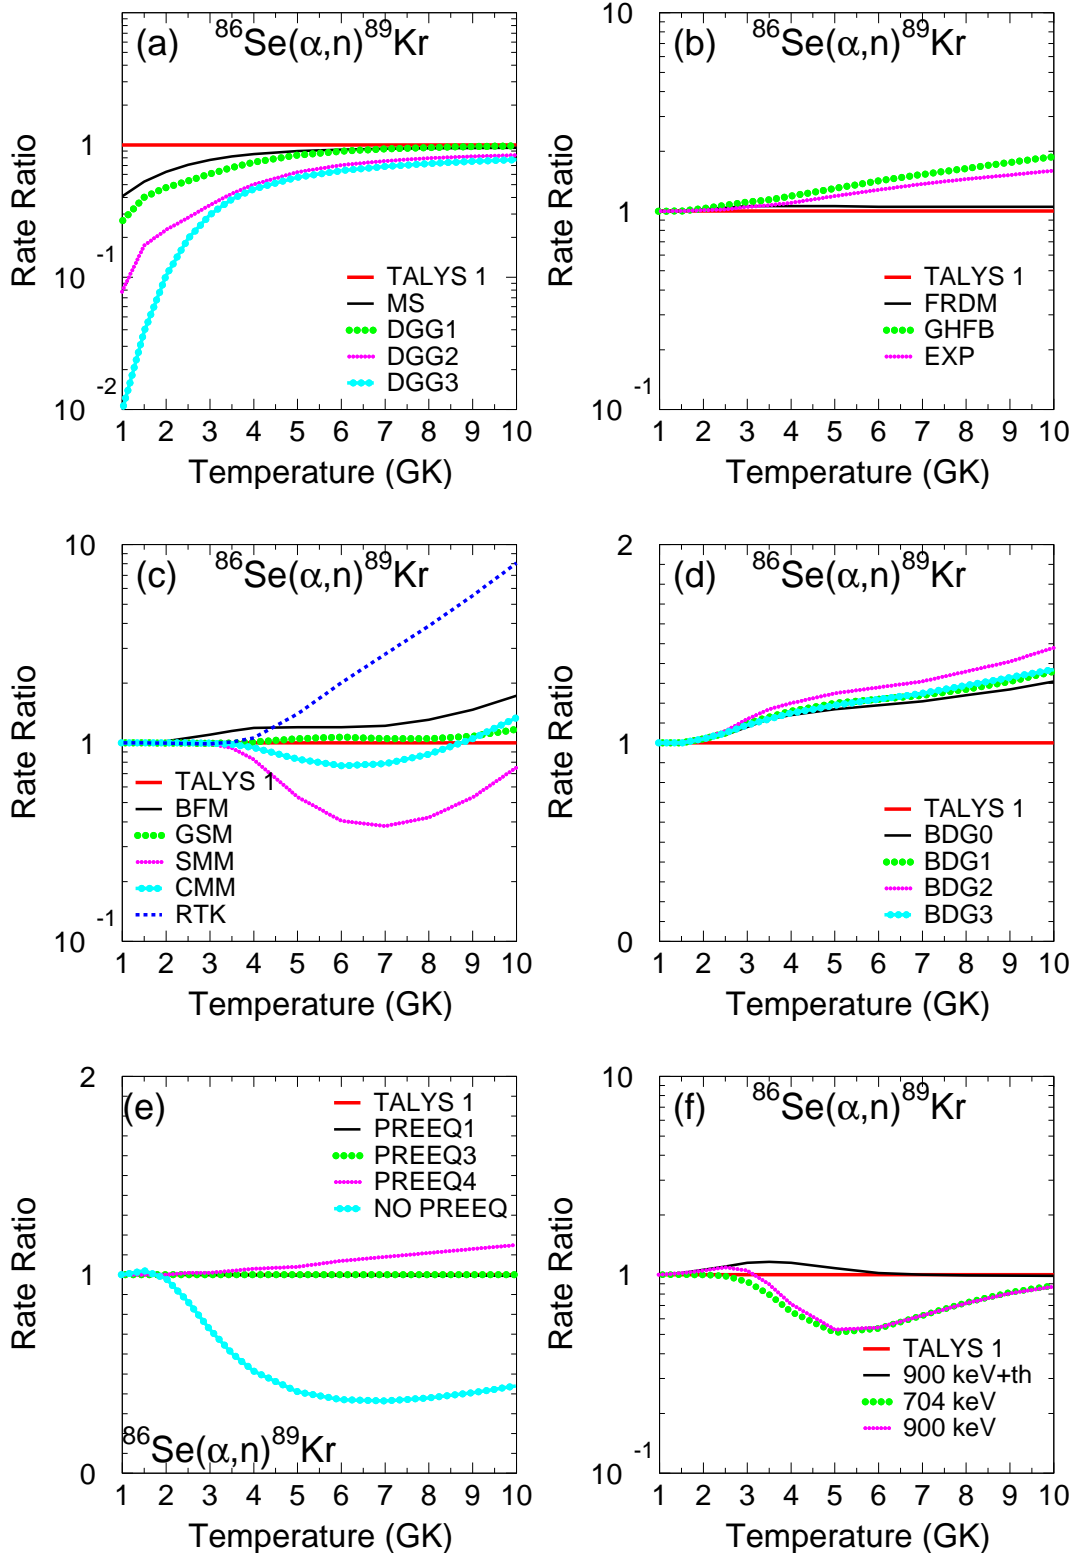 (a) ⁸⁶Se(α,n)⁸⁹Kr
Rate Ratio
1
10⁻¹
10⁻²
TALYS 1
MS
DGG1
DGG2
DGG3
1 2 3 4 5 6 7 8 9 10
Temperature (GK)
(b) ⁸⁶Se(α,n)⁸⁹Kr
Rate Ratio
10
1
10⁻¹
TALYS 1
FRDM
GHFB
EXP
1 2 3 4 5 6 7 8 9 10
Temperature (GK)
(c) ⁸⁶Se(α,n)⁸⁹Kr
Rate Ratio
10
1
10⁻¹
TALYS 1
BFM
GSM
SMM
CMM
RTK
1 2 3 4 5 6 7 8 9 10
Temperature (GK)
(d) ⁸⁶Se(α,n)⁸⁹Kr
Rate Ratio
2
1
0
TALYS 1
BDG0
BDG1
BDG2
BDG3
1 2 3 4 5 6 7 8 9 10
Temperature (GK)
(e)
Rate Ratio
2
1
0
TALYS 1
PREEQ1
PREEQ3
PREEQ4
NO PREEQ
⁸⁶Se(α,n)⁸⁹Kr
1 2 3 4 5 6 7 8 9 10
Temperature (GK)
(f) ⁸⁶Se(α,n)⁸⁹Kr
Rate Ratio
10
1
10⁻¹
TALYS 1
900 keV+th
704 keV
900 keV
1 2 3 4 5 6 7 8 9 10
Temperature (GK)